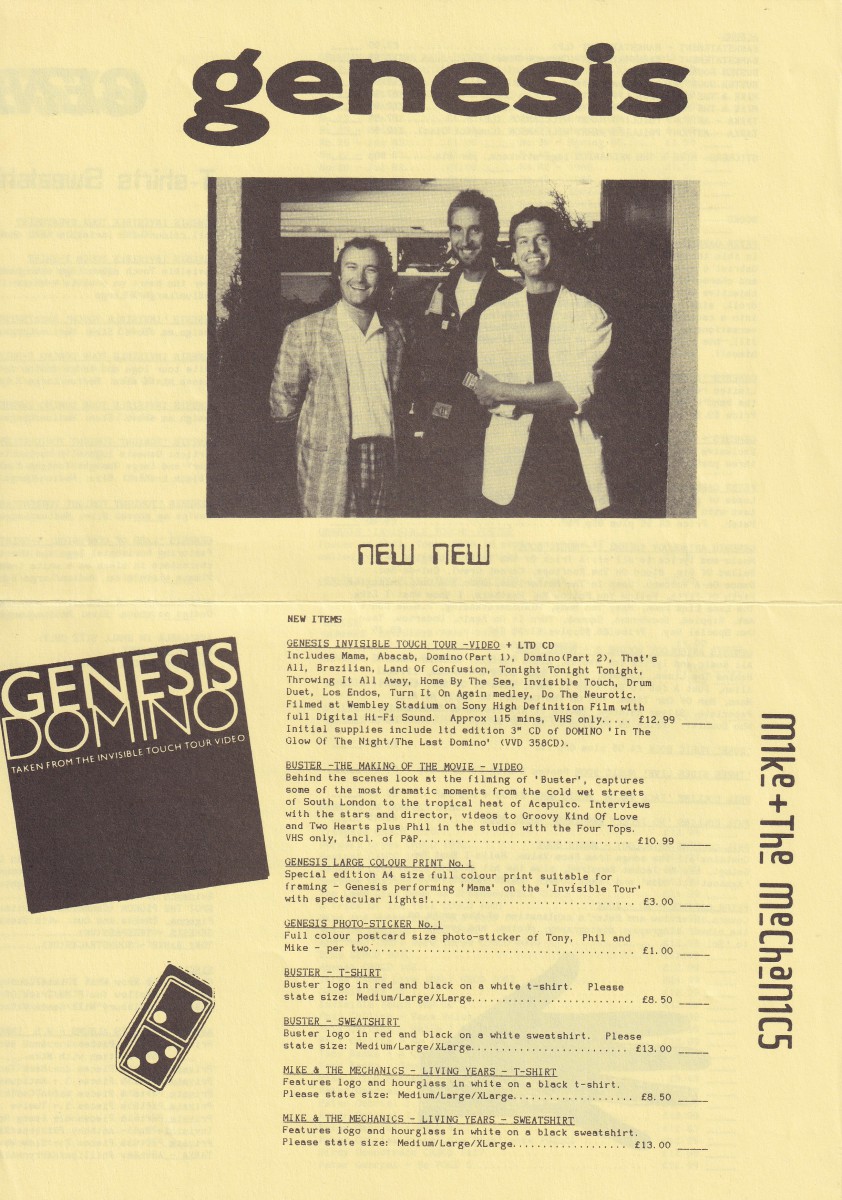 genesis
NEW NEW
NEW ITEMS
GENESIS INVISIBLE TOUCH TOUR -VIDEO + LTD CD
Includes Mama, Abacab, Domino(Part 1), Domino(Part 2), That's
All, Brazilian, Land Of Confusion, Tonight Tonight Tonight,
Throwing It All Away, Home By The Sea, Invisible Touch, Drum
Duet, Los Endos, Turn It On Again medley, Do The Neurotic.
Filmed at Wembley Stadium on Sony High Definition Film with
full Digital Hi-Fi Sound. Approx 115 mins, VHS only..... £12.99 _____
Initial supplies include ltd edition 3" CD of DOMINO 'In The
Glow Of The Night/The Last Domino' (VVD 358CD).
BUSTER -THE MAKING OF THE MOVIE - VIDEO
Behind the scenes look at the filming of 'Buster', captures
some of the most dramatic moments from the cold wet streets
of South London to the tropical heat of Acapulco. Interviews
with the stars and director, videos to Groovy Kind Of Love
and Two Hearts plus Phil in the studio with the Four Tops.
VHS only, incl. of P&P.................................. £10.99 _____
GENESIS LARGE COLOUR PRINT No.1
Special edition A4 size full colour print suitable for
framing - Genesis performing 'Mama' on the 'Invisible Tour'
with spectacular lights!................................. £3.00 _____
GENESIS PHOTO-STICKER No.1
Full colour postcard size photo-sticker of Tony, Phil and
Mike - per two........................................... £1.00 _____
BUSTER - T-SHIRT
Buster logo in red and black on a white t-shirt. Please
state size: Medium/Large/XLarge.......................... £8.50 _____
BUSTER - SWEATSHIRT
Buster logo in red and black on a white sweatshirt. Please
state size: Medium/Large/XLarge......................... £13.00 _____
MIKE & THE MECHANICS - LIVING YEARS - T-SHIRT
Features logo and hourglass in white on a black t-shirt.
Please state size: Medium/Large/XLarge................... £8.50 _____
MIKE & THE MECHANICS - LIVING YEARS - SWEATSHIRT
Features logo and hourglass in white on a black sweatshirt.
Please state size: Medium/Large/XLarge.................. £13.00 _____
GENESIS
DOMINO
TAKEN FROM THE INVISIBLE TOUCH TOUR VIDEO
mike+The mechanics